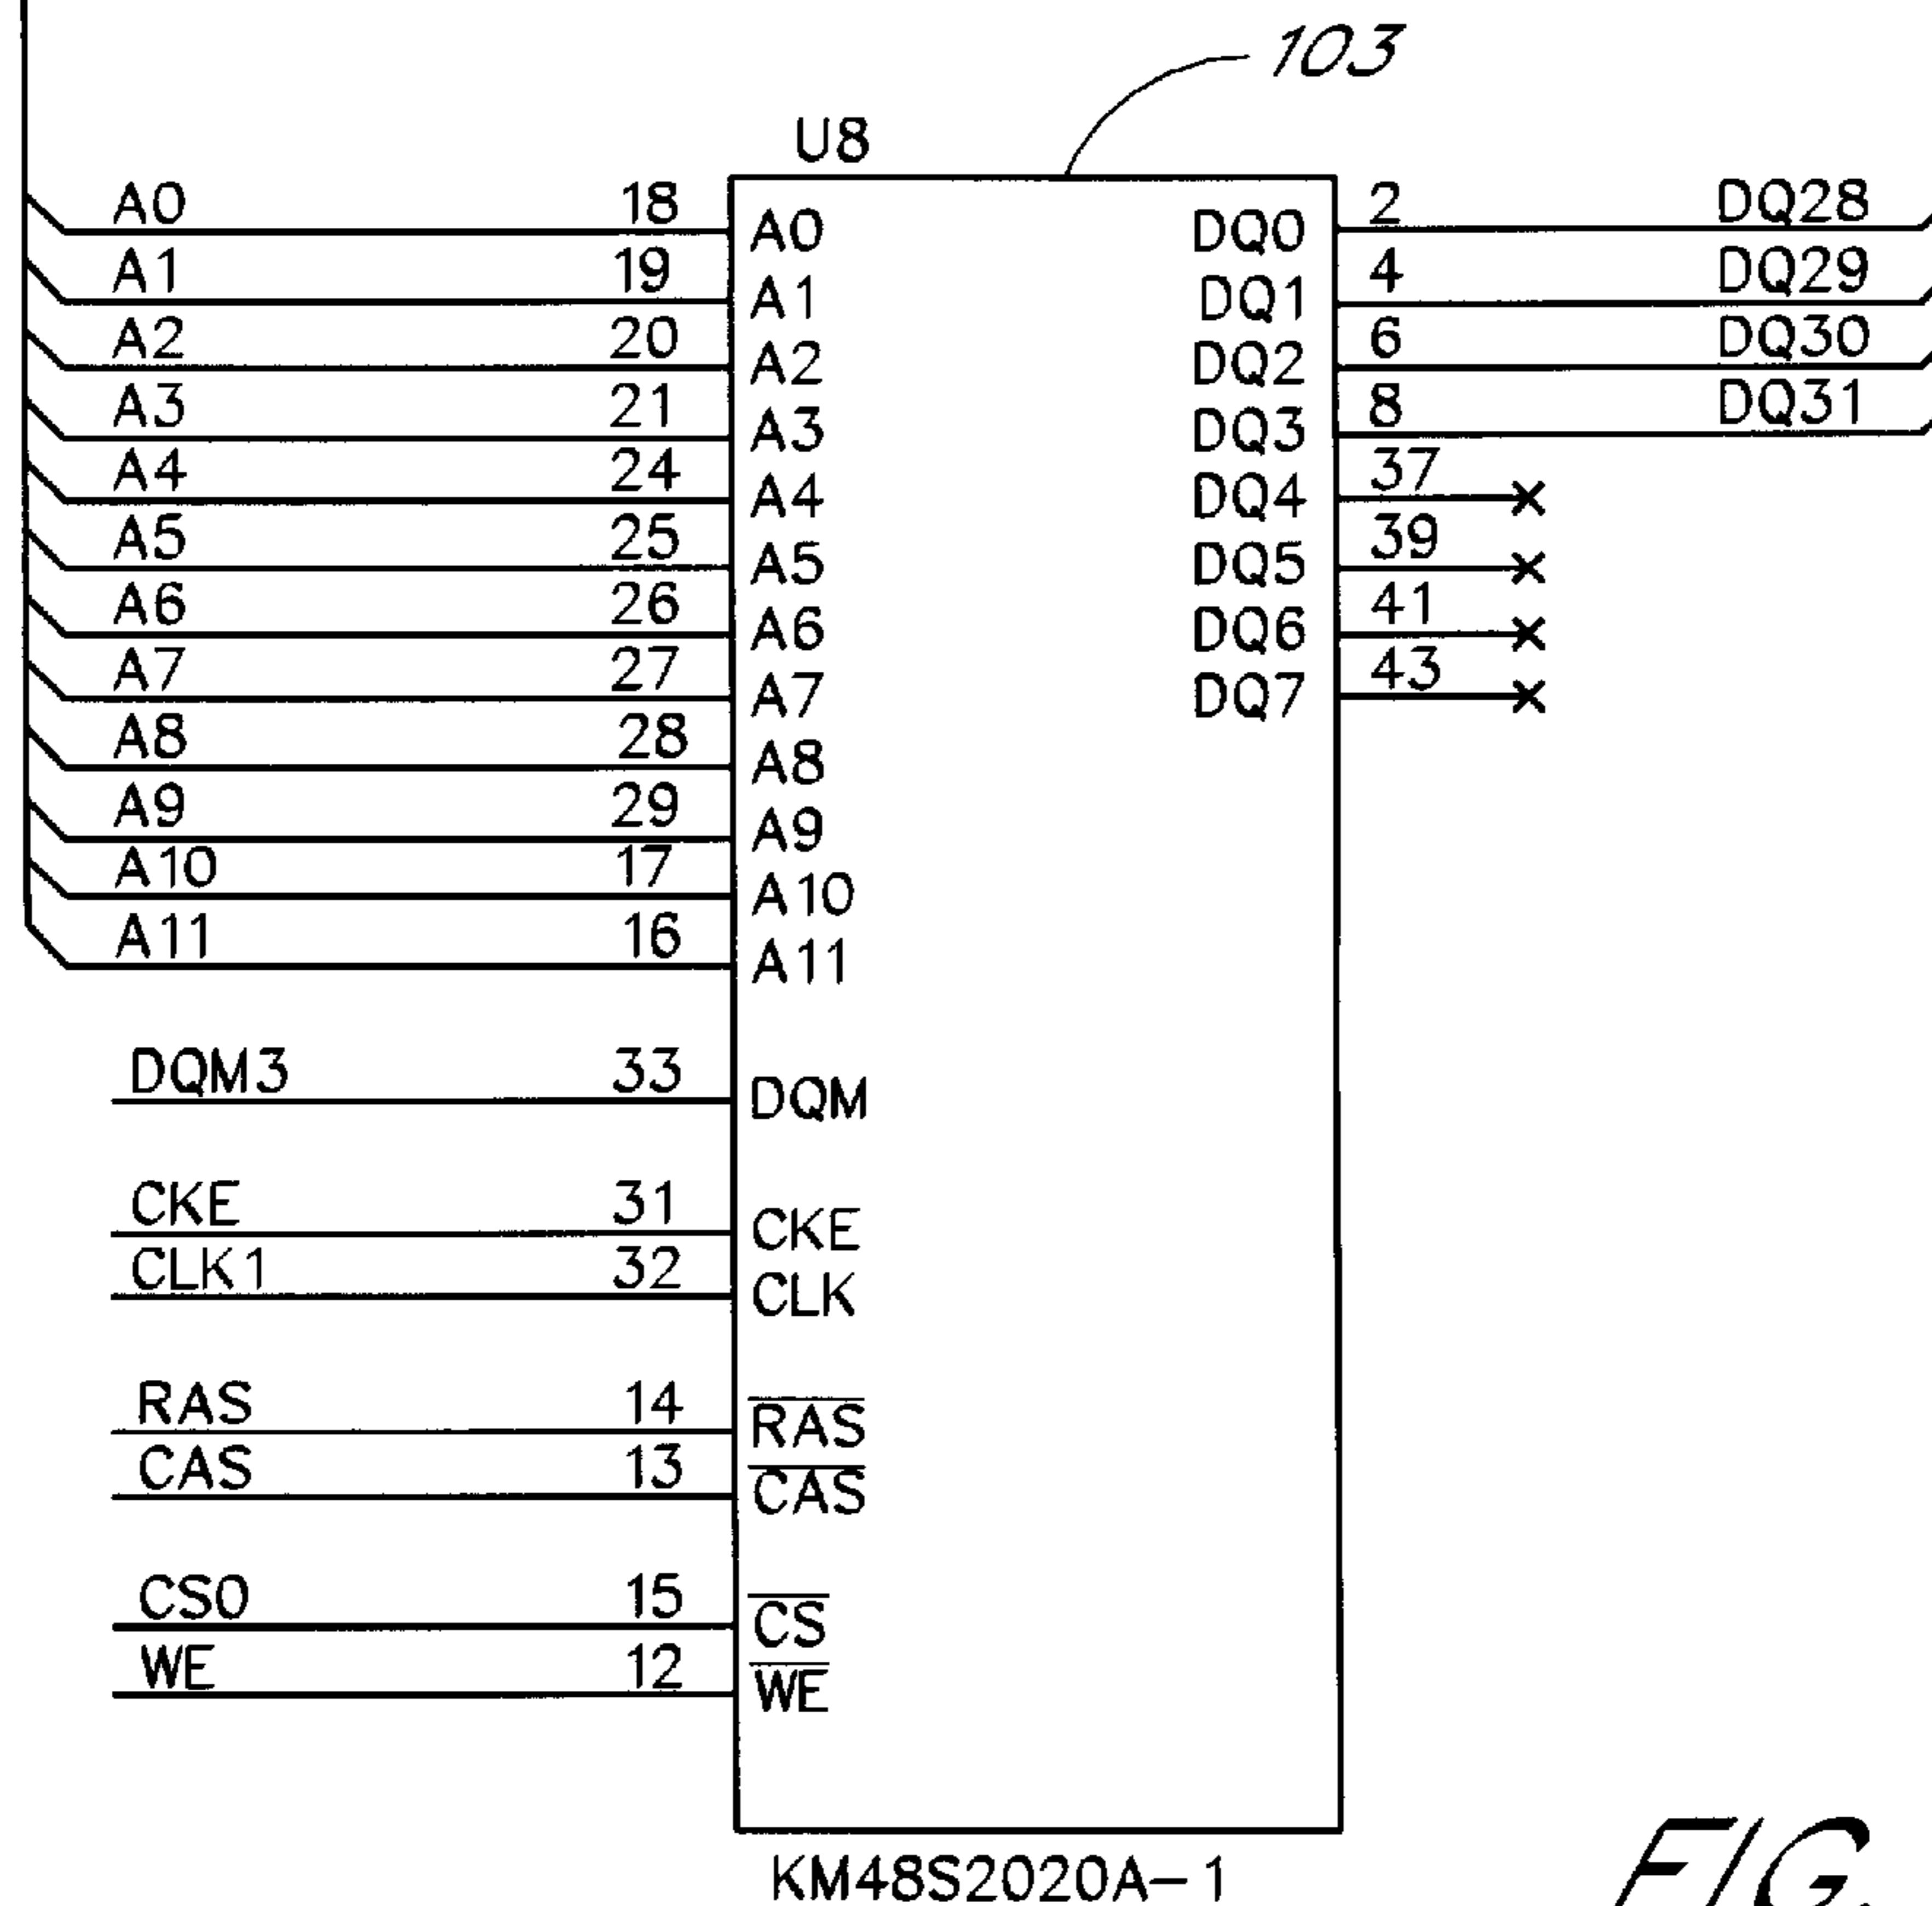 103
U8
A0 18 A0 DQ0 2 DQ28
A1 19 A1 DQ1 4 DQ29
A2 20 A2 DQ2 6 DQ30
A3 21 A3 DQ3 8 DQ31
A4 24 A4 DQ4 37
A5 25 A5 DQ5 39
A6 26 A6 DQ6 41
A7 27 A7 DQ7 43
A8 28 A8
A9 29 A9
A10 17 A10
A11 16 A11
DQM3 33 DQM
CKE 31 CKE
CLK1 32 CLK
RAS 14 R̅A̅S̅
CAS 13 C̅A̅S̅
CS0 15 C̅S̅
WE 12 W̅E̅
KM48S2020A-1
FIG.